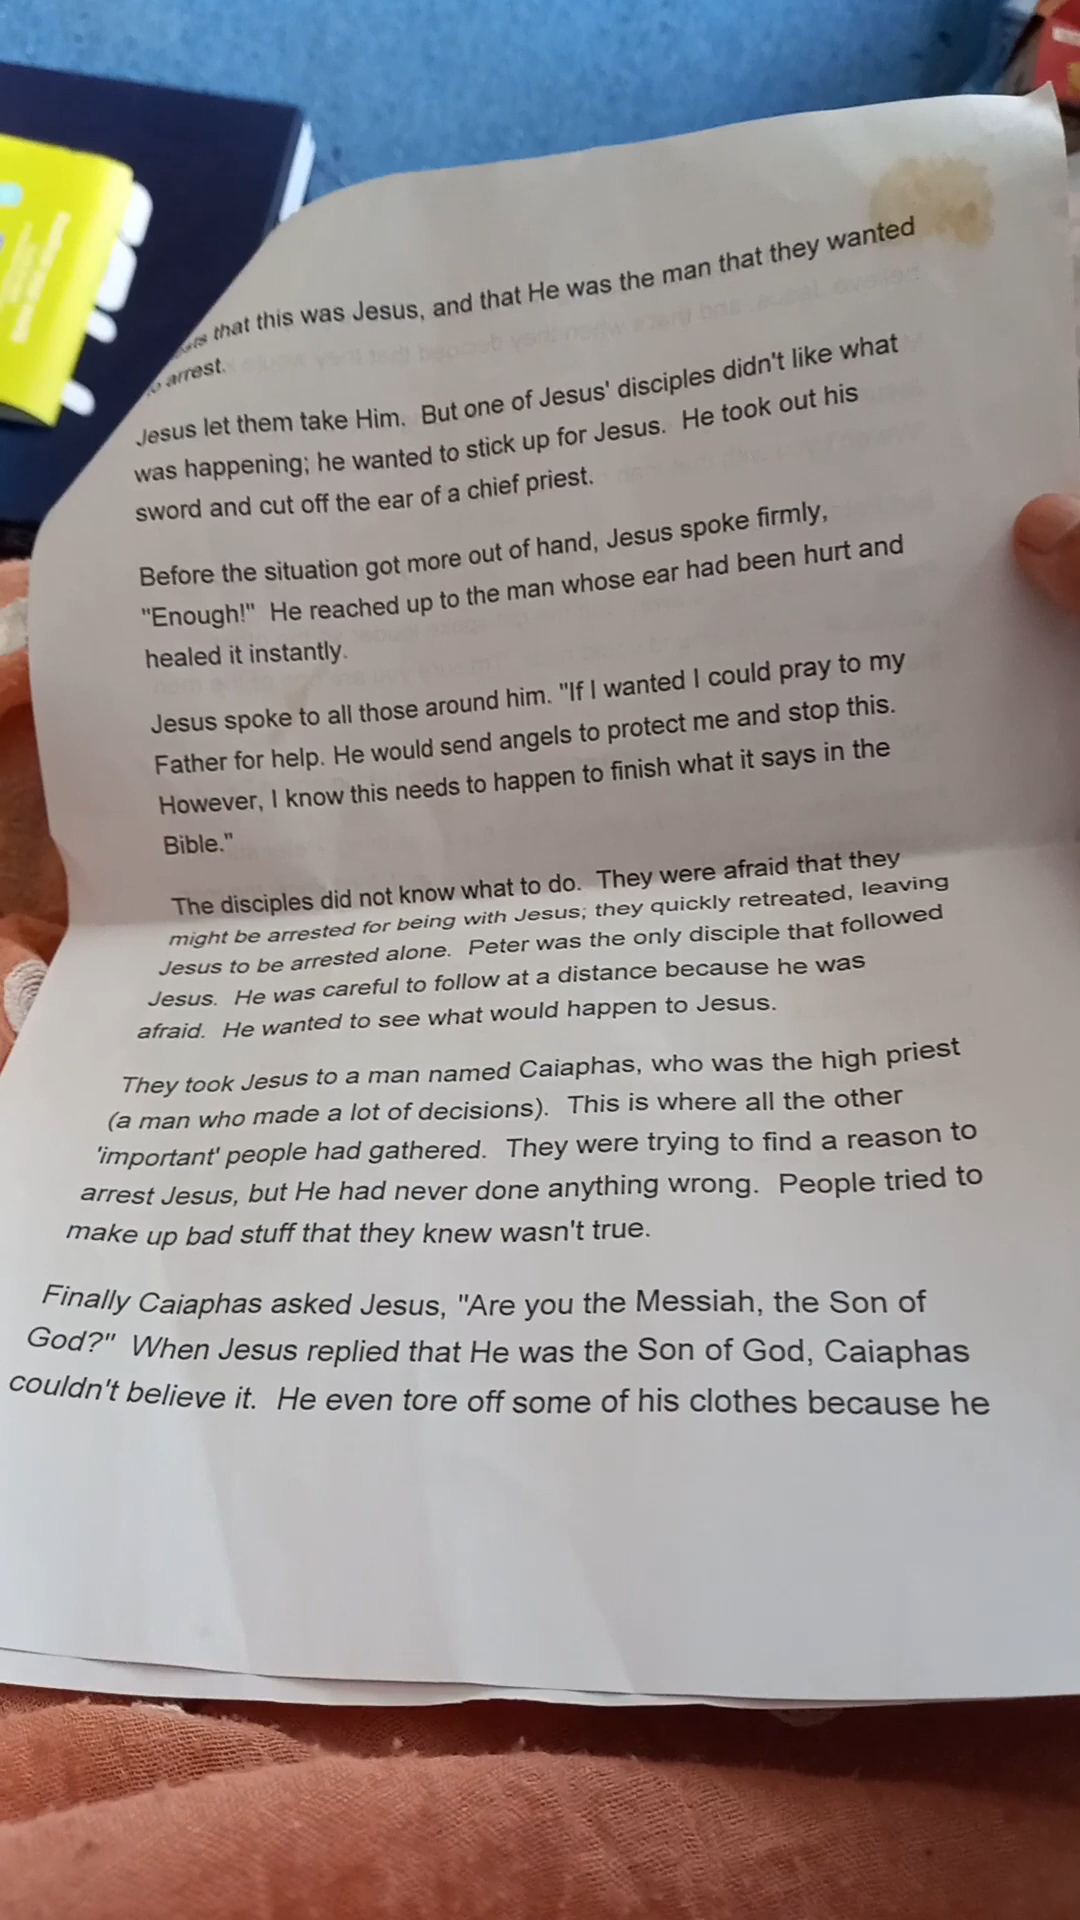 that this was Jesus, and that He was the man that they wanted
arrest.
Jesus let them take Him. But one of Jesus' disciples didn't like what
was happening; he wanted to stick up for Jesus. He took out his
sword and cut off the ear of a chief priest.
Before the situation got more out of hand, Jesus spoke firmly,
"Enough!" He reached up to the man whose ear had been hurt and
healed it instantly.
Jesus spoke to all those around him. "If I wanted I could pray to my
Father for help. He would send angels to protect me and stop this.
However, I know this needs to happen to finish what it says in the
Bible."
The disciples did not know what to do. They were afraid that they
might be arrested for being with Jesus; they quickly retreated, leaving
Jesus to be arrested alone. Peter was the only disciple that followed
Jesus. He was careful to follow at a distance because he was
afraid. He wanted to see what would happen to Jesus.
They took Jesus to a man named Caiaphas, who was the high priest
(a man who made a lot of decisions). This is where all the other
'important' people had gathered. They were trying to find a reason to
arrest Jesus, but He had never done anything wrong. People tried to
make up bad stuff that they knew wasn't true.
Finally Caiaphas asked Jesus, "Are you the Messiah, the Son of
God?" When Jesus replied that He was the Son of God, Caiaphas
couldn't believe it. He even tore off some of his clothes because he